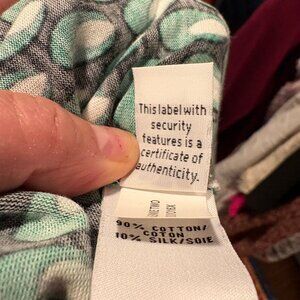 This label with
security
features is a
certificate of
authenticity.
90% COTTON/
COTON
10% SILK/SOIE